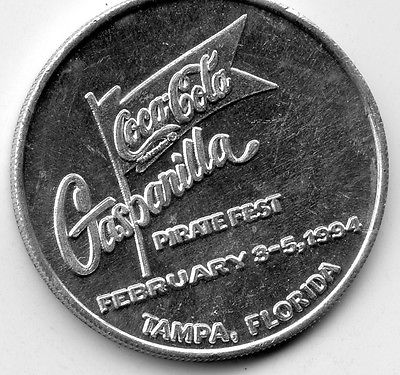 Coca-Cola
Gasparilla
PIRATE FEST
FEBRUARY 3-5, 1994
TAMPA, FLORIDA